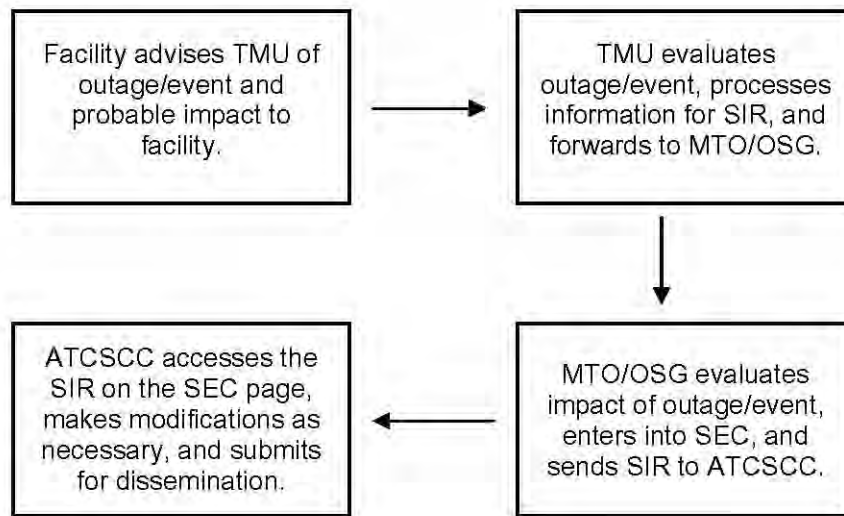 Facility advises TMU of
outage/event and
probable impact to
facility.
TMU evaluates
outage/event, processes
information for SIR, and
forwards to MTO/OSG.
MTO/OSG evaluates
impact of outage/event,
enters into SEC, and
sends SIR to ATCSCC.
ATCSCC accesses the
SIR on the SEC page,
makes modifications as
necessary, and submits
for dissemination.